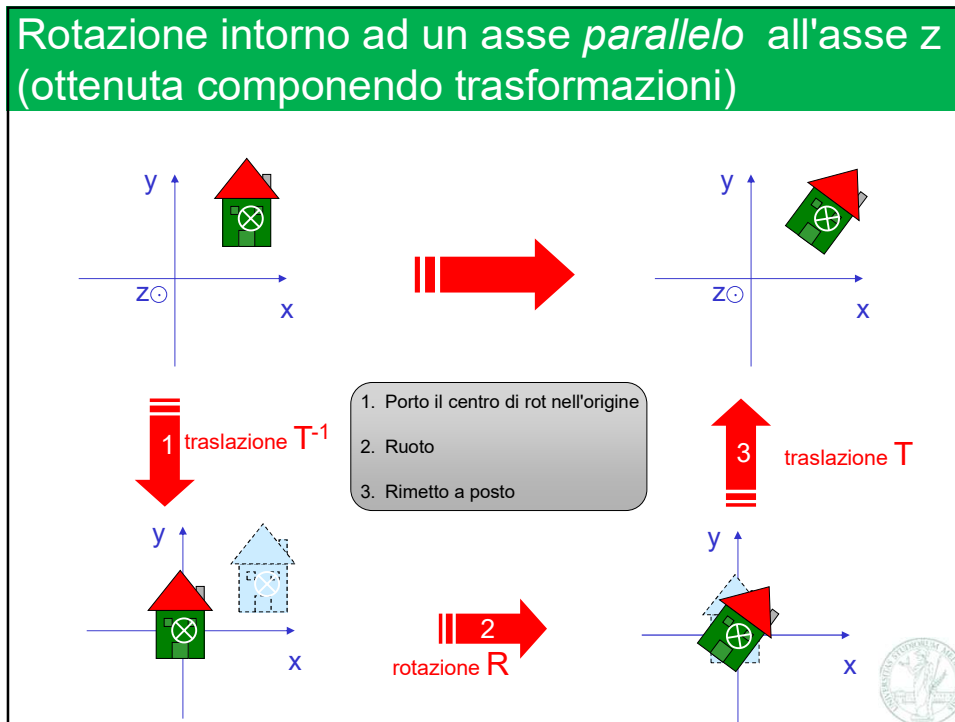 Rotazione intorno ad un asse parallelo all'asse z
(ottenuta componendo trasformazioni)
y
z
x
y
z
x
1 traslazione T-1
1. Porto il centro di rot nell'origine
2. Ruoto
3. Rimetto a posto
3 traslazione T
y
x
2
rotazione R
y
x